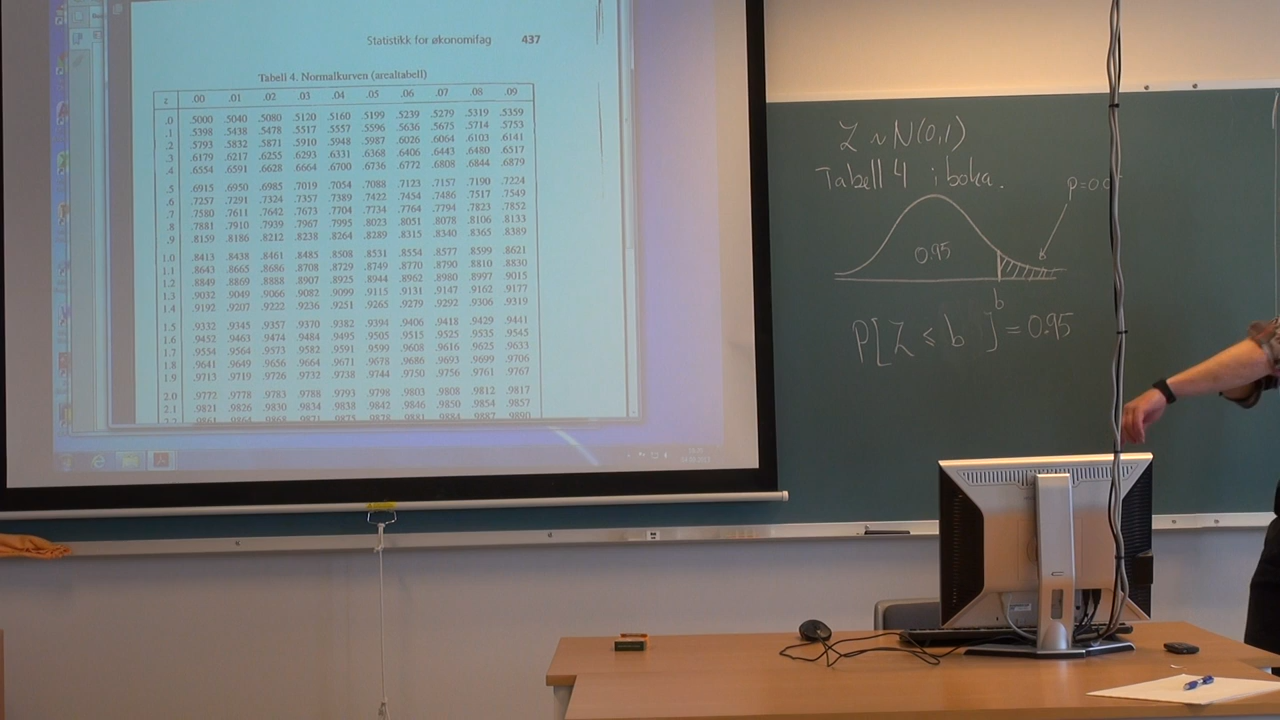 Statistikk for økonomifag 437
Tabell 4. Normalkurven (arealtabell)
z .00 .01 .02 .03 .04 .05 .06 .07 .08 .09
.0 .5000 .5040 .5080 .5120 .5160 .5199 .5239 .5279 .5319 .5359
.1 .5398 .5438 .5478 .5517 .5557 .5596 .5636 .5675 .5714 .5753
.2 .5793 .5832 .5871 .5910 .5948 .5987 .6026 .6064 .6103 .6141
.3 .6179 .6217 .6255 .6293 .6331 .6368 .6406 .6443 .6480 .6517
.4 .6554 .6591 .6628 .6664 .6700 .6736 .6772 .6808 .6844 .6879
.5 .6915 .6950 .6985 .7019 .7054 .7088 .7123 .7157 .7190 .7224
.6 .7257 .7291 .7324 .7357 .7389 .7422 .7454 .7486 .7517 .7549
.7 .7580 .7611 .7642 .7673 .7704 .7734 .7764 .7794 .7823 .7852
.8 .7881 .7910 .7939 .7967 .7995 .8023 .8051 .8078 .8106 .8133
.9 .8159 .8186 .8212 .8238 .8264 .8289 .8315 .8340 .8365 .8389
1.0 .8413 .8438 .8461 .8485 .8508 .8531 .8554 .8577 .8599 .8621
1.1 .8643 .8665 .8686 .8708 .8729 .8749 .8770 .8790 .8810 .8830
1.2 .8849 .8869 .8888 .8907 .8925 .8944 .8962 .8980 .8997 .9015
1.3 .9032 .9049 .9066 .9082 .9099 .9115 .9131 .9147 .9162 .9177
1.4 .9192 .9207 .9222 .9236 .9251 .9265 .9279 .9292 .9306 .9319
1.5 .9332 .9345 .9357 .9370 .9382 .9394 .9406 .9418 .9429 .9441
1.6 .9452 .9463 .9474 .9484 .9495 .9505 .9515 .9525 .9535 .9545
1.7 .9554 .9564 .9573 .9582 .9591 .9599 .9608 .9616 .9625 .9633
1.8 .9641 .9649 .9656 .9664 .9671 .9678 .9686 .9693 .9699 .9706
1.9 .9713 .9719 .9726 .9732 .9738 .9744 .9750 .9756 .9761 .9767
2.0 .9772 .9778 .9783 .9788 .9793 .9798 .9803 .9808 .9812 .9817
2.1 .9821 .9826 .9830 .9834 .9838 .9842 .9846 .9850 .9854 .9857
Z ~ N(0,1)
Tabell 4 i boka.
p=0.0
0.95
b
P[Z ≤ b ] = 0.95